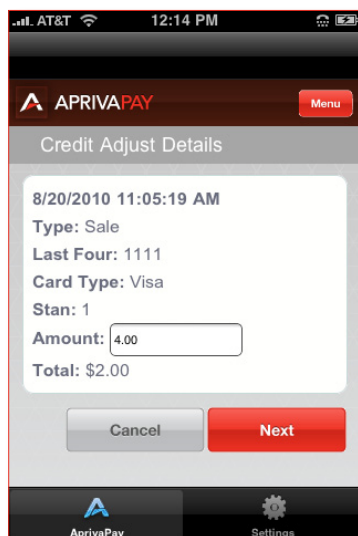 AT&T 12:14 PM
APRIVAPAY
Menu
Credit Adjust Details
8/20/2010 11:05:19 AM
Type: Sale
Last Four: 1111
Card Type: Visa
Stan: 1
Amount: 4.00
Total: $2.00
Cancel Next
AprivaPay Settings